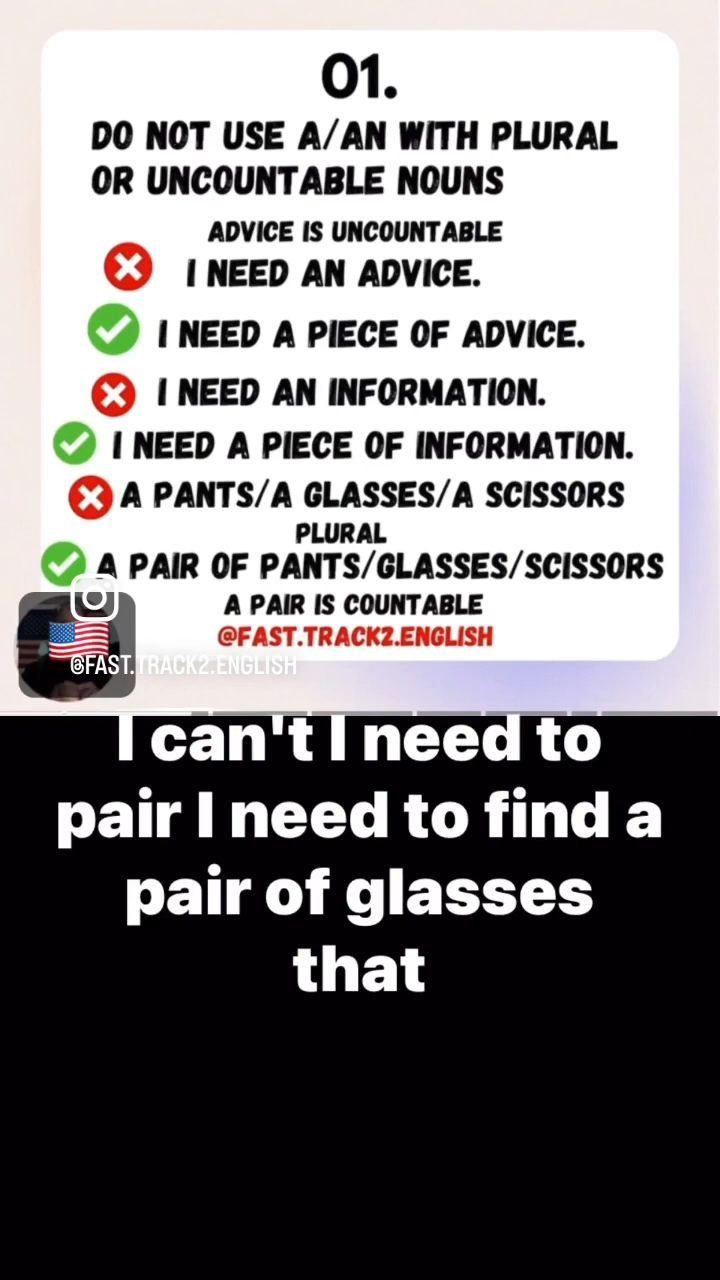 01.
DO NOT USE A/AN WITH PLURAL
OR UNCOUNTABLE NOUNS
ADVICE IS UNCOUNTABLE
I NEED AN ADVICE.
I NEED A PIECE OF ADVICE.
I NEED AN INFORMATION.
I NEED A PIECE OF INFORMATION.
A PANTS/A GLASSES/A SCISSORS
PLURAL
A PAIR OF PANTS/GLASSES/SCISSORS
A PAIR IS COUNTABLE
@FAST.TRACK2.ENGLISH
@FAST.TRACK2.ENGLISH
I can't I need to
pair I need to find a
pair of glasses
that